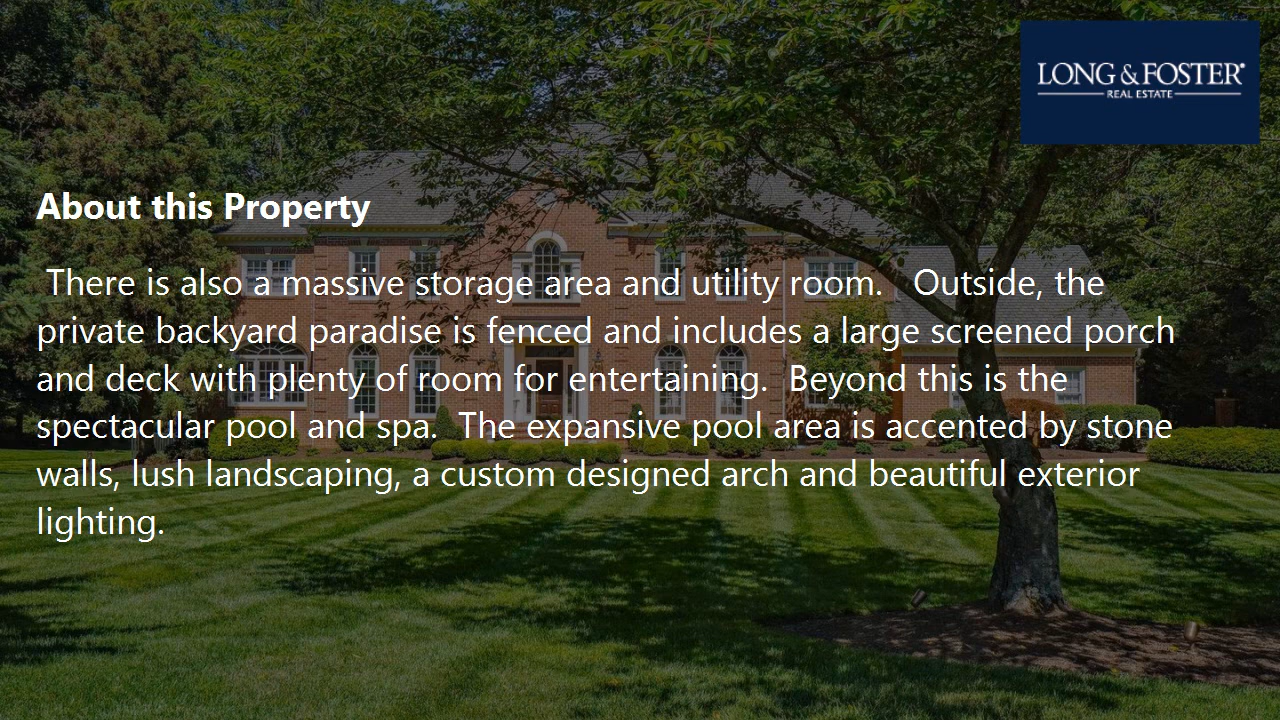 LONG & FOSTER®
REAL ESTATE
About this Property
There is also a massive storage area and utility room.   Outside, the
private backyard paradise is fenced and includes a large screened porch
and deck with plenty of room for entertaining.  Beyond this is the
spectacular pool and spa.  The expansive pool area is accented by stone
walls, lush landscaping, a custom designed arch and beautiful exterior
lighting.